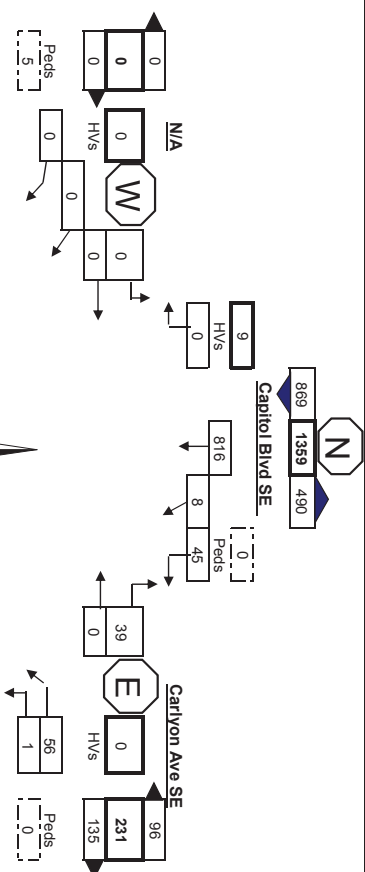 N
869 1359 490
Capitol Blvd SE
9 0
HVs 816 Peds
0 8 45
N/A Carlyon Ave SE
0 96
0 0 W 0 39 E 0 231
0 HVs 0 0 HVs 135
0
Peds 0 56 Peds
5 1 0